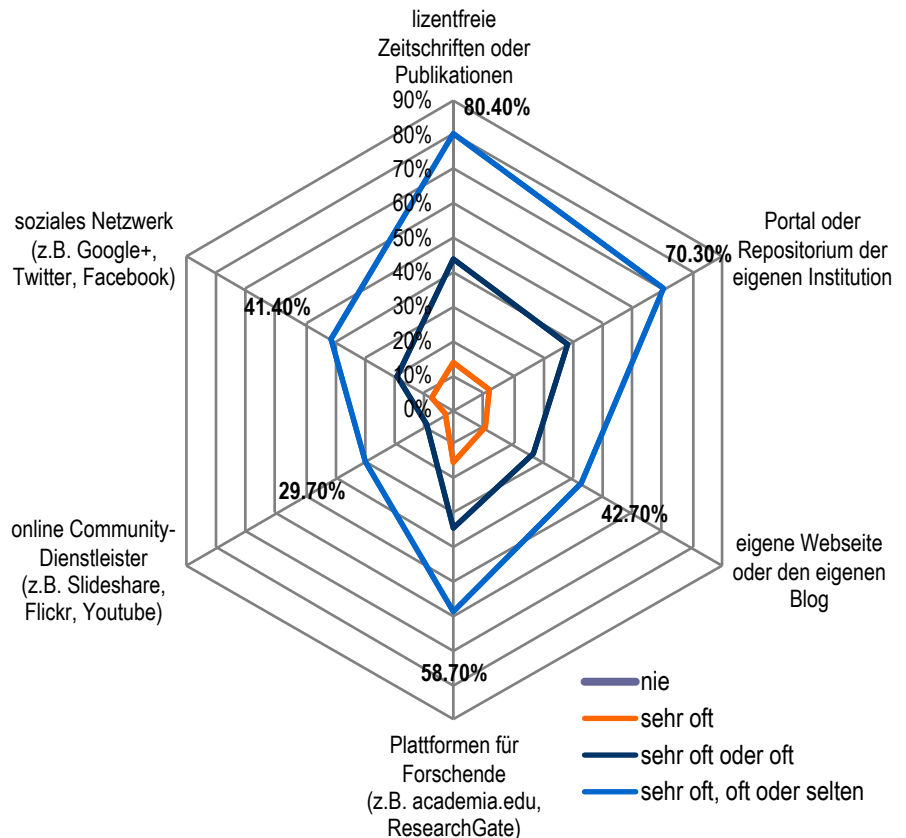 lizentfreie
Zeitschriften oder
Publikationen
90%
80.40%
80%
70%
60%
50%
40%
30%
20%
10%
0%
Portal oder
Repositorium der
eigenen Institution
70.30%
eigene Webseite
oder den eigenen
Blog
42.70%
Plattformen für
Forschende
(z.B. academia.edu,
ResearchGate)
58.70%
online Community-
Dienstleister
(z.B. Slideshare,
Flickr, Youtube)
29.70%
soziales Netzwerk
(z.B. Google+,
Twitter, Facebook)
41.40%
nie
sehr oft
sehr oft oder oft
sehr oft, oft oder selten